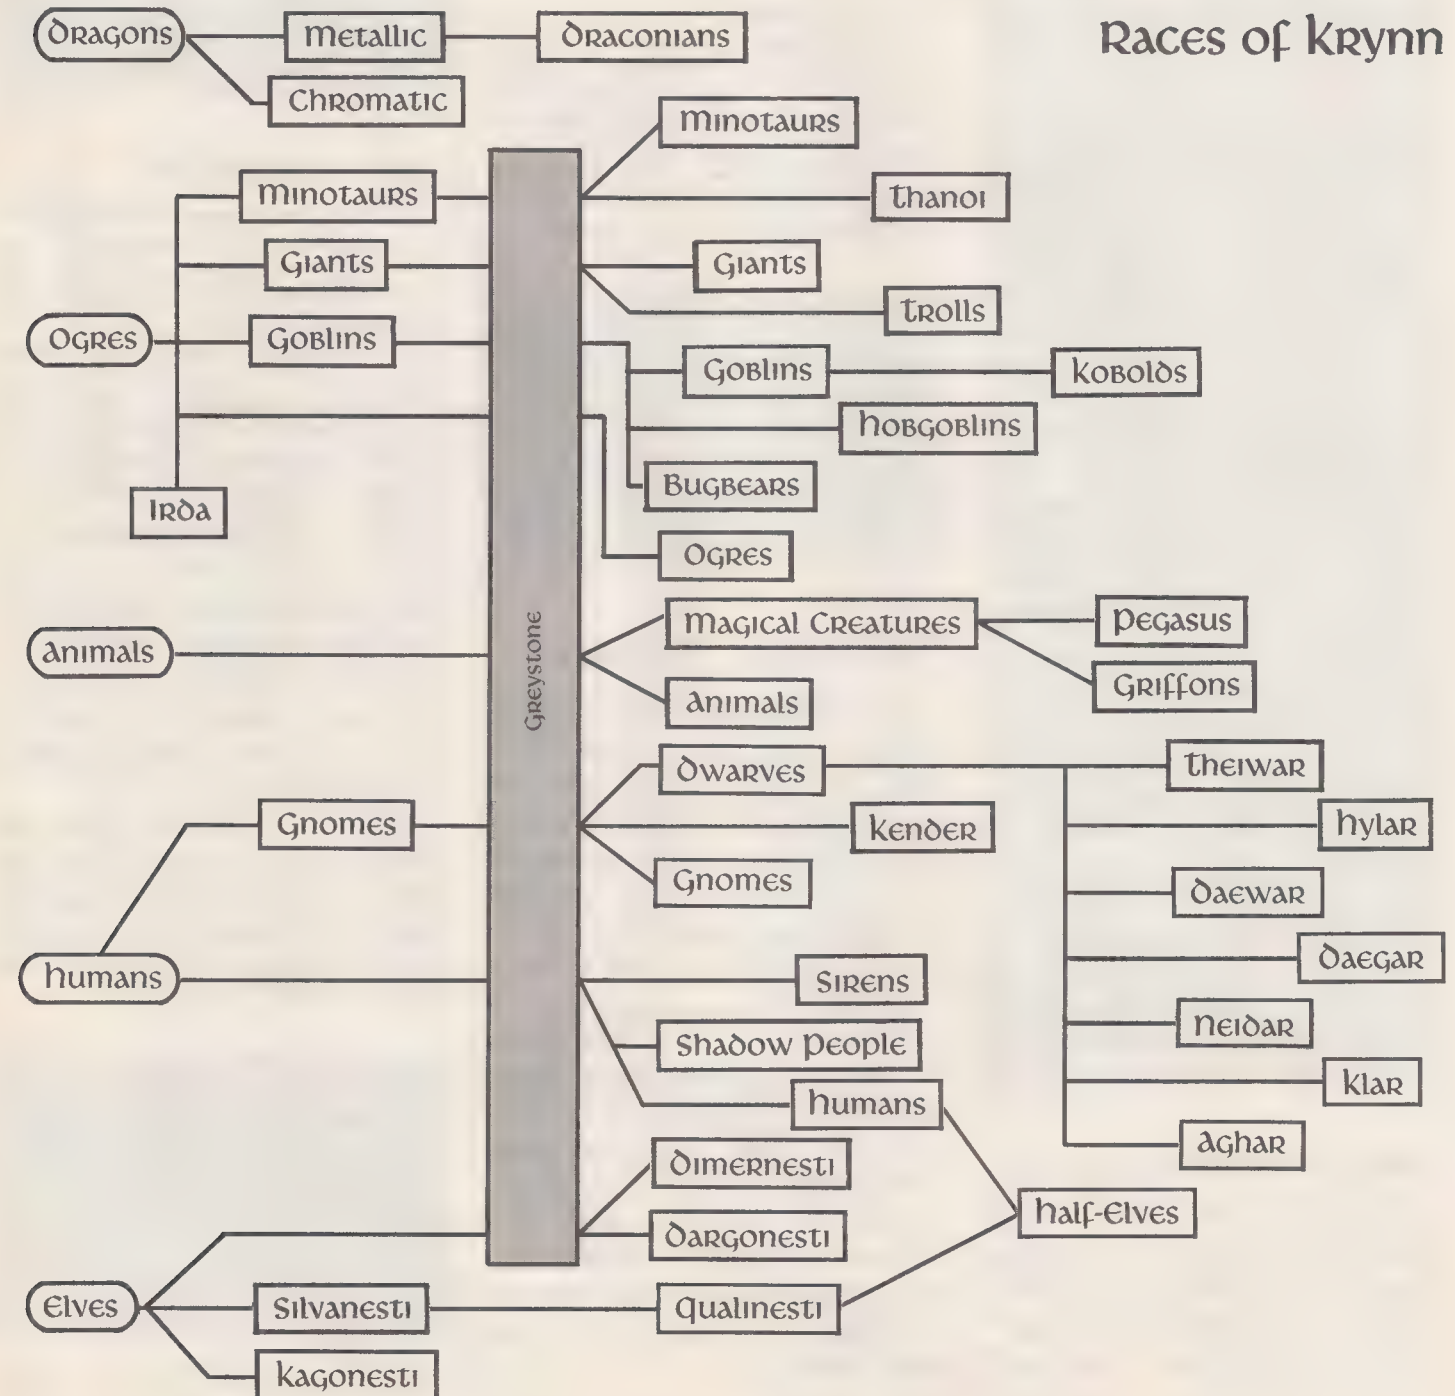 Races of Krynn
Dragons
Metallic
Draconians
Chromatic
Minotaurs
Minotaurs
Thanoi
Giants
Giants
Trolls
Ogres
Goblins
Goblins
Kobolds
Hobgoblins
Bugbears
Irda
Ogres
Greystone
Animals
Magical Creatures
Pegasus
Griffons
Animals
Dwarves
Theiwar
Gnomes
Kender
Hylar
Gnomes
Daewar
Daegar
Humans
Sirens
Neidar
Shadow People
Klar
Humans
Aghar
Dimernesti
Half-Elves
Dargonesti
Elves
Silvanesti
Qualinesti
Kagonesti